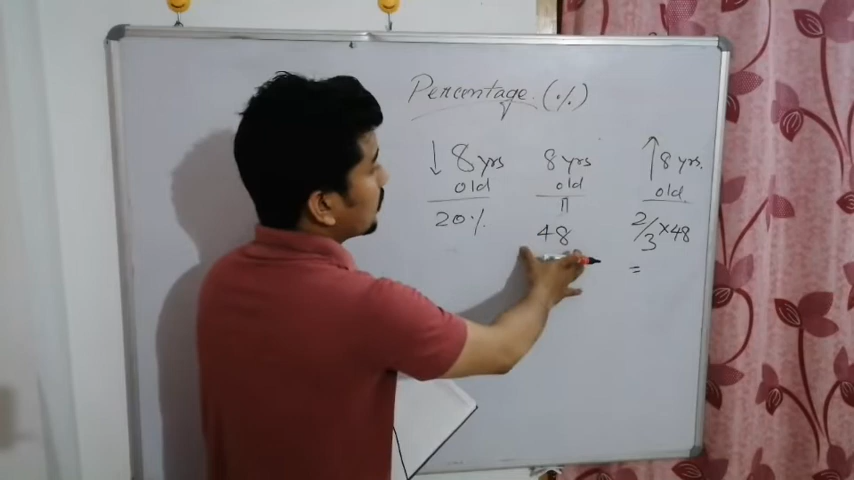 Percentage (%)
↓ 8 yrs old 20%
8 yrs old 48
↑ 8 yrs. old 2/3 × 48
=